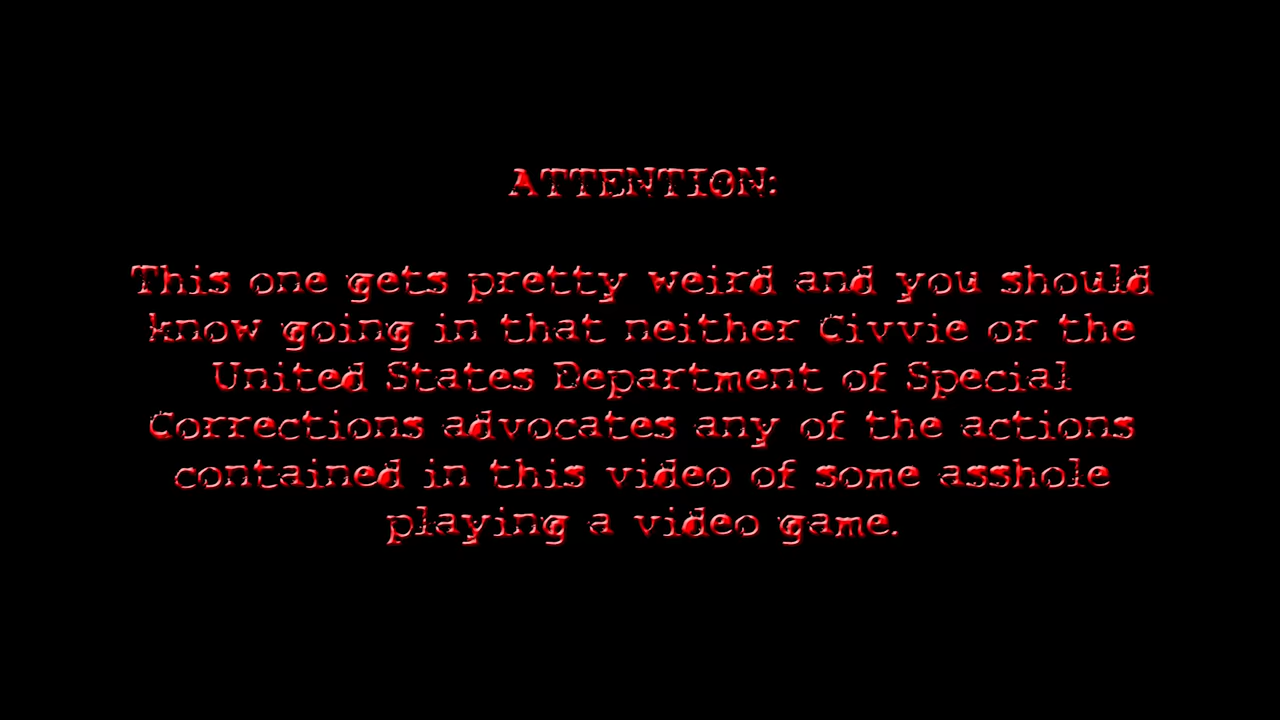 ATTENTION:
This one gets pretty weird and you should
know going in that neither Civvie or the
United States Department of Special
Corrections advocates any of the actions
contained in this video of some asshole
playing a video game.